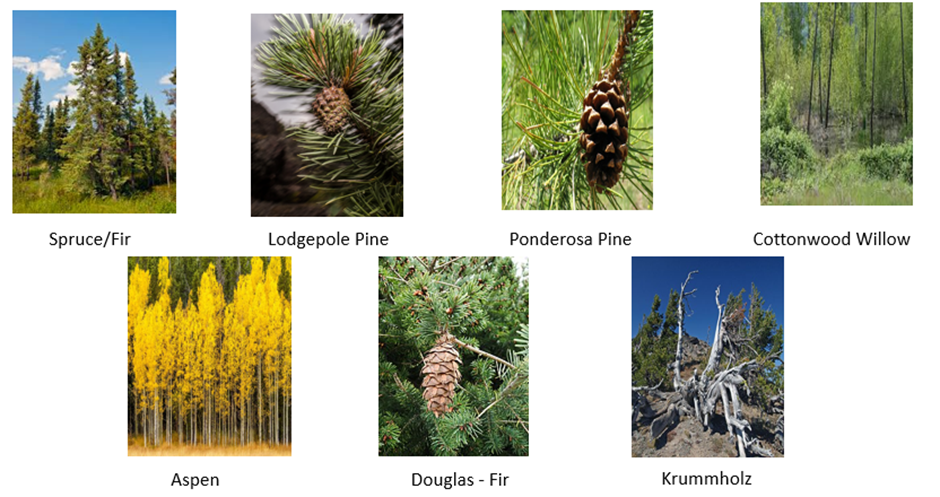 Spruce/Fir
Lodgepole Pine
Ponderosa Pine
Cottonwood Willow
Aspen
Douglas - Fir
Krummholz